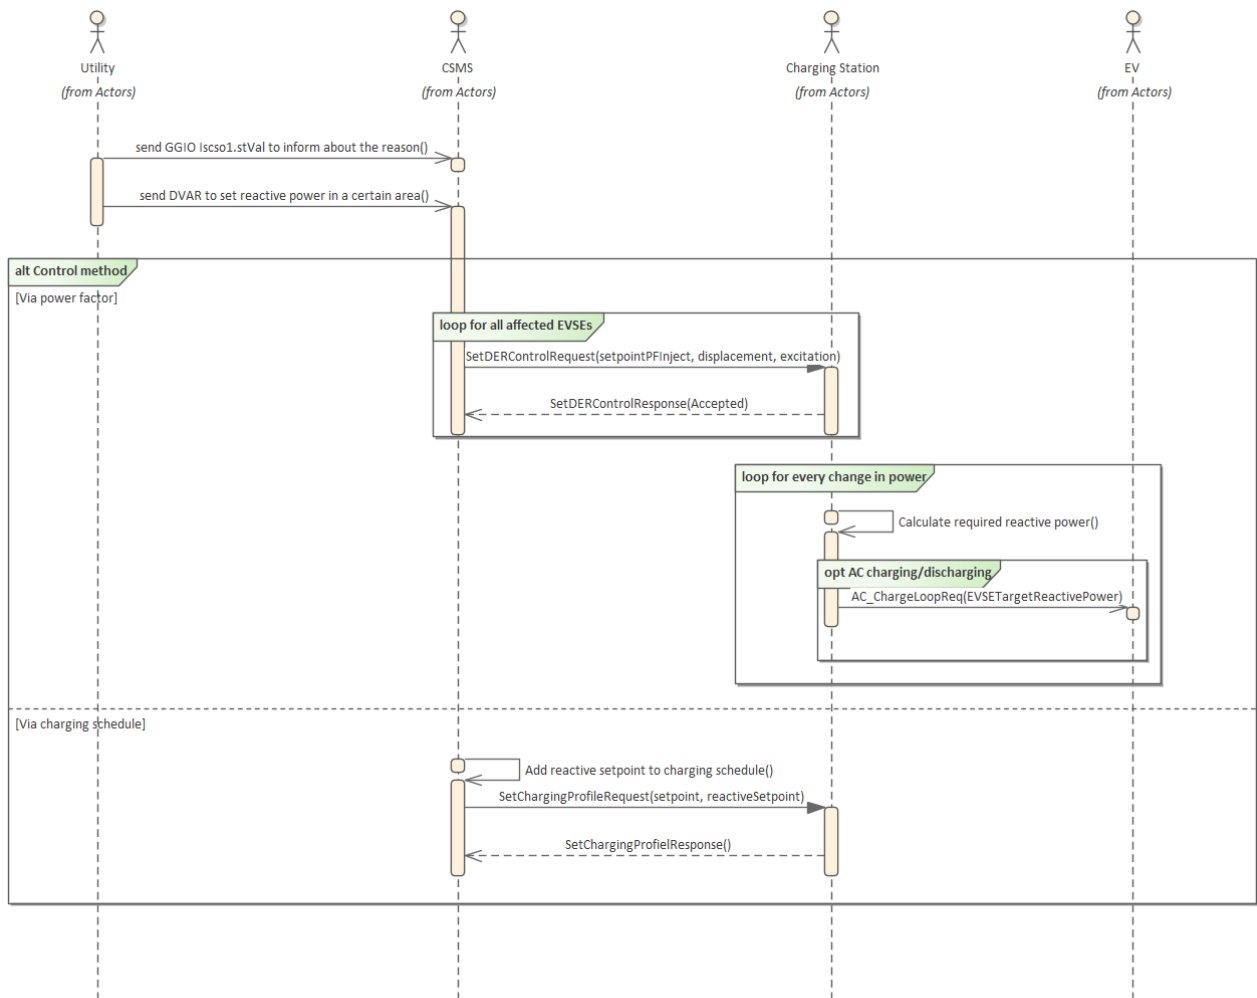 Utility
(from Actors)
CSMS
(from Actors)
Charging Station
(from Actors)
EV
(from Actors)
send GGIO Iscso1.stVal to inform about the reason()
send DVAR to set reactive power in a certain area()
alt Control method
[Via power factor]
loop for all affected EVSEs
SetDERControlRequest(setpointPFInject, displacement, excitation)
SetDERControlResponse(Accepted)
loop for every change in power
Calculate required reactive power()
opt AC charging/discharging
AC_ChargeLoopReq(EVSETargetReactivePower)
[Via charging schedule]
Add reactive setpoint to charging schedule()
SetChargingProfileRequest(setpoint, reactiveSetpoint)
SetChargingProfielResponse()